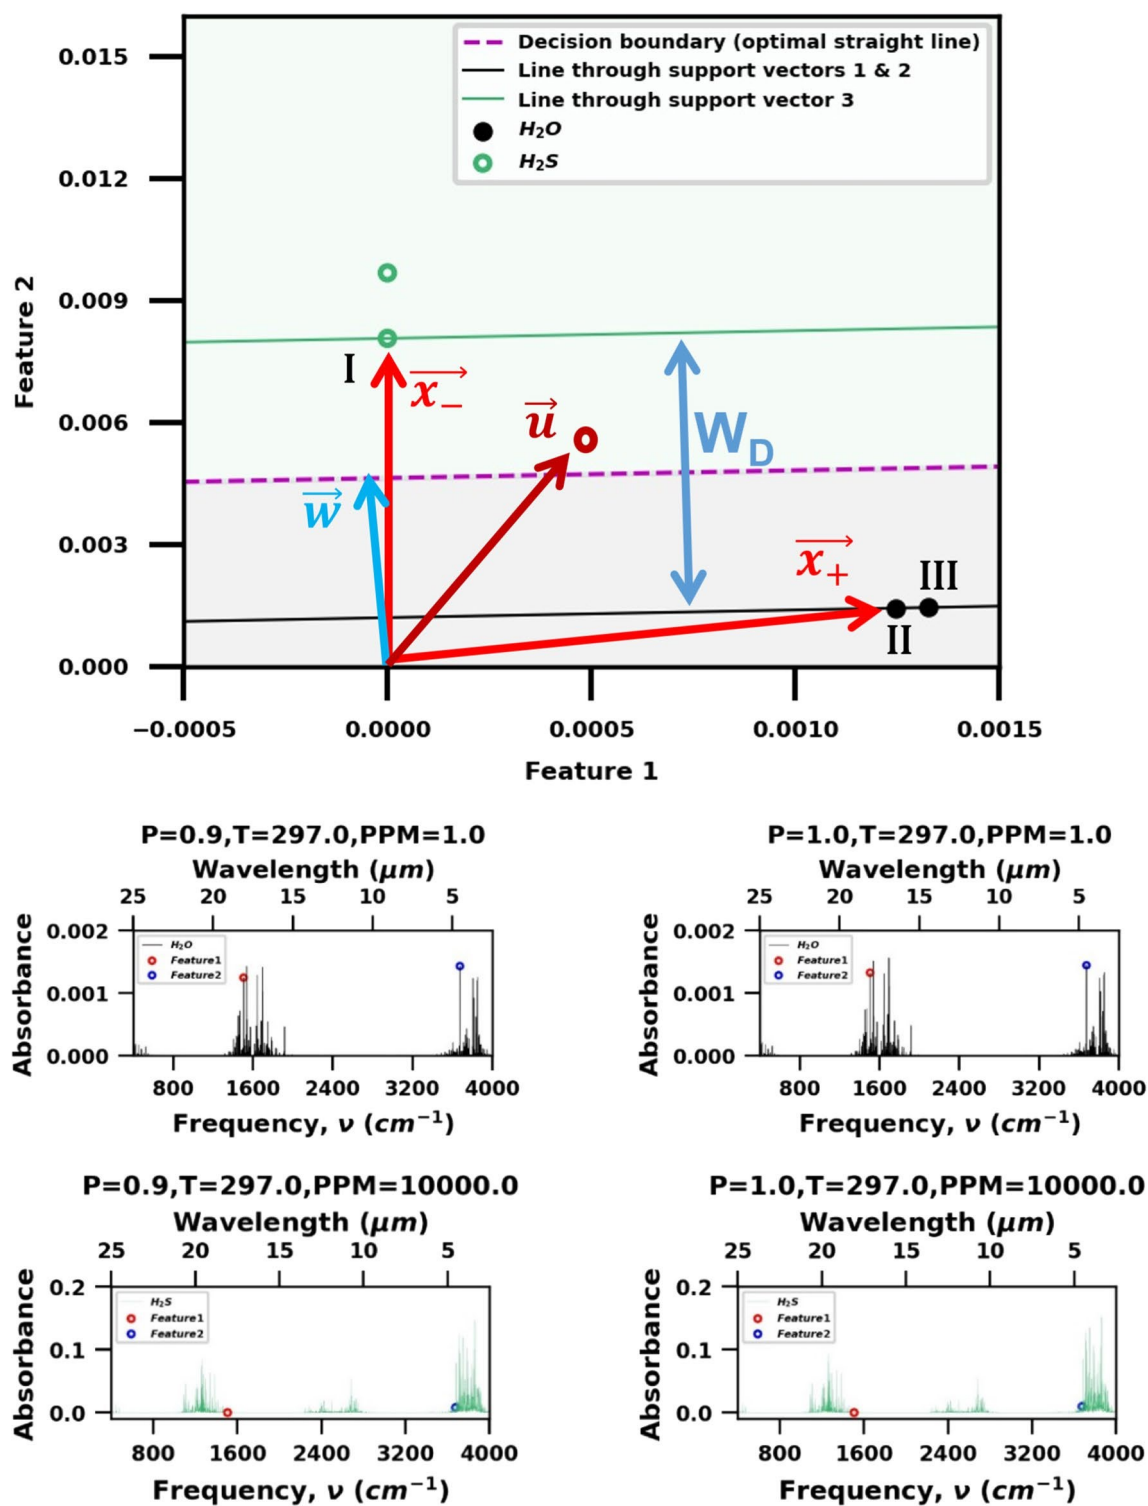 Decision boundary (optimal straight line)
Line through support vectors 1 & 2
Line through support vector 3
H₂O
H₂S
0.015
0.012
0.009
0.006
0.003
0.000
Feature 2
I
x₋
u
W_D
w
x₊
III
II
−0.0005
0.0000
0.0005
0.0010
0.0015
Feature 1
P=0.9,T=297.0,PPM=1.0
Wavelength (μm)
25 20 15 10 5
Absorbance
0.002
0.001
0.000
H₂O
Feature1
Feature2
800 1600 2400 3200 4000
Frequency, ν (cm⁻¹)
P=1.0,T=297.0,PPM=1.0
Wavelength (μm)
25 20 15 10 5
Absorbance
0.002
0.001
0.000
H₂O
Feature1
Feature2
800 1600 2400 3200 4000
Frequency, ν (cm⁻¹)
P=0.9,T=297.0,PPM=10000.0
Wavelength (μm)
25 20 15 10 5
Absorbance
0.2
0.1
0.0
H₂S
Feature1
Feature2
800 1600 2400 3200 4000
Frequency, ν (cm⁻¹)
P=1.0,T=297.0,PPM=10000.0
Wavelength (μm)
25 20 15 10 5
Absorbance
0.2
0.1
0.0
H₂S
Feature1
Feature2
800 1600 2400 3200 4000
Frequency, ν (cm⁻¹)